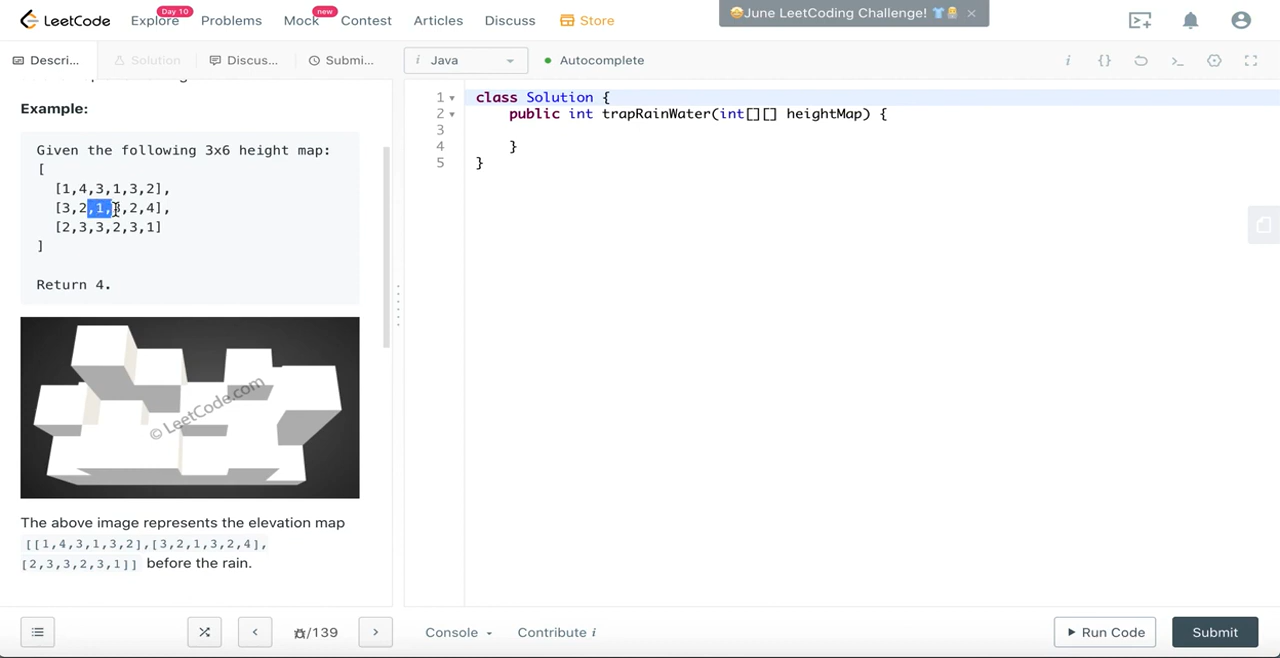 LeetCode
Explore
Day 10
Problems
Mock
new
Contest
Articles
Discuss
Store
June LeetCoding Challenge!
Descri...
Solution
Discuss...
Submi...
i Java
Autocomplete
Example:
Given the following 3x6 height map:
[
[1,4,3,1,3,2],
[3,2,1,3,2,4],
[2,3,3,2,3,1]
]
Return 4.
© LeetCode.com
The above image represents the elevation map
[[1,4,3,1,3,2],[3,2,1,3,2,4],
[2,3,3,2,3,1]] before the rain.
1 class Solution {
2 public int trapRainWater(int[][] heightMap) {
3
4 }
5 }
/139
Console
Contribute i
Run Code
Submit